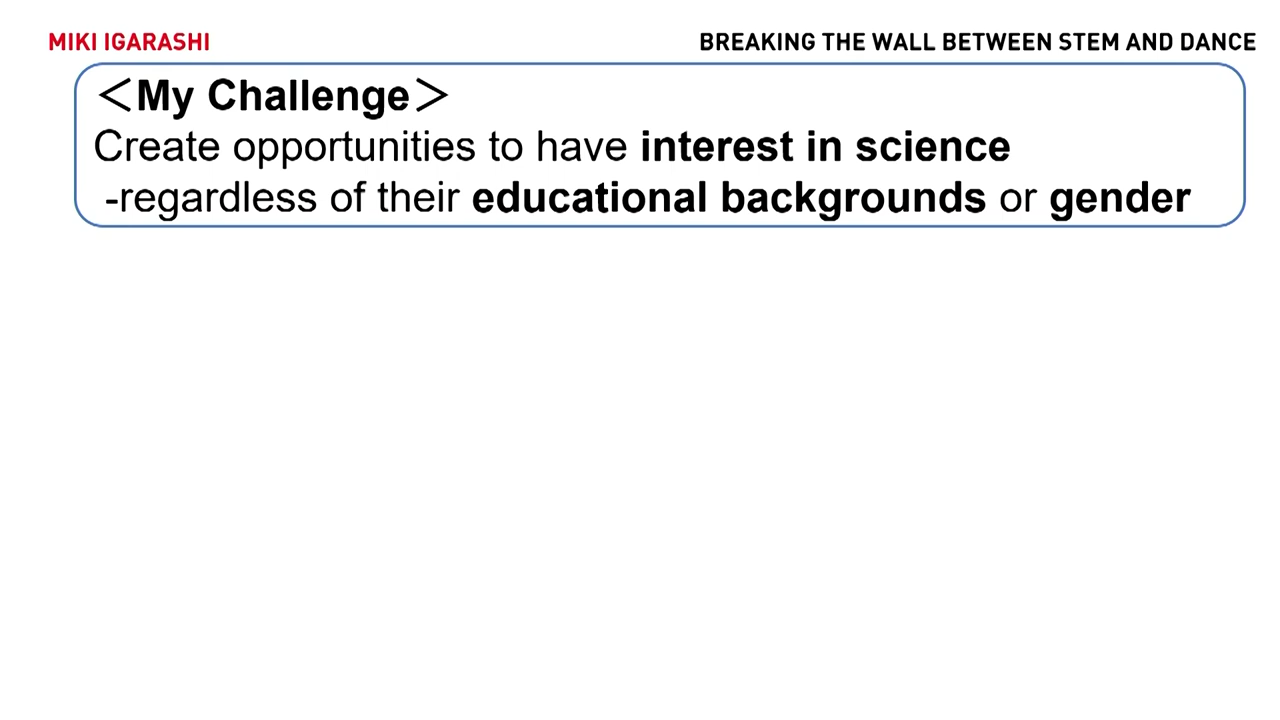 MIKI IGARASHI
BREAKING THE WALL BETWEEN STEM AND DANCE
＜My Challenge＞
Create opportunities to have interest in science
-regardless of their educational backgrounds or gender